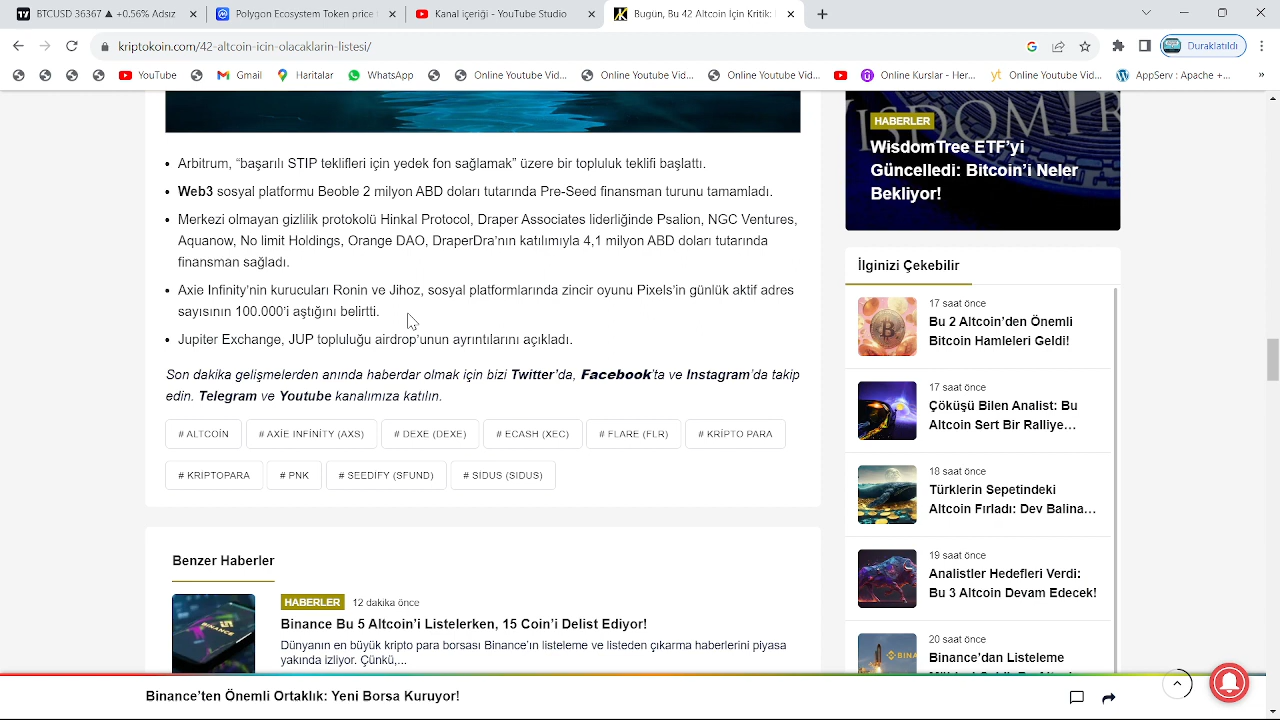 BTCUSD 36367 ▲ +0.56% Adsız
Polygon Ecosystem Token price t
Kanal içeriği - YouTube Studio
Bugün, Bu 42 Altcoin İçin Kritik:
kriptokoin.com/42-altcoin-icin-olacaklarin-listesi/
Duraklatıldı
YouTube
Gmail
Haritalar
WhatsApp
Online Youtube Vid...
Online Youtube Vid...
Online Youtube Vid...
Online Kurslar - Her...
Online Youtube Vid...
AppServ : Apache +...
Arbitrum, “başarılı STIP teklifleri için yedek fon sağlamak” üzere bir topluluk teklifi başlattı.
Web3 sosyal platformu Beoble 2 milyon ABD doları tutarında Pre-Seed finansman turunu tamamladı.
Merkezi olmayan gizlilik protokolü Hinkal Protocol, Draper Associates liderliğinde Psalion, NGC Ventures,
Aquanow, No limit Holdings, Orange DAO, DraperDra’nın katılımıyla 4,1 milyon ABD doları tutarında
finansman sağladı.
Axie Infinity’nin kurucuları Ronin ve Jihoz, sosyal platformlarında zincir oyunu Pixels’in günlük aktif adres
sayısının 100.000’i aştığını belirtti.
Jupiter Exchange, JUP topluluğu airdrop’unun ayrıntılarını açıkladı.
Son dakika gelişmelerden anında haberdar olmak için bizi Twitter’da, Facebook’ta ve Instagram’da takip
edin. Telegram ve Youtube kanalımıza katılın.
# ALTCOİN
# AXİE İNFİNİTY (AXS)
# DEXE (DEXE)
# ECASH (XEC)
# FLARE (FLR)
# KRİPTO PARA
# KRİPTOPARA
# PNK
# SEEDİFY (SFUND)
# SİDUS (SİDUS)
Benzer Haberler
HABERLER
12 dakika önce
Binance Bu 5 Altcoin’i Listelerken, 15 Coin’i Delist Ediyor!
Dünyanın en büyük kripto para borsası Binance’ın listeleme ve listeden çıkarma haberlerini piyasa
yakında izliyor. Çünkü,...
HABERLER
WisdomTree ETF’yi
Güncelledi: Bitcoin’i Neler
Bekliyor!
İlginizi Çekebilir
17 saat önce
Bu 2 Altcoin’den Önemli
Bitcoin Hamleleri Geldi!
17 saat önce
Çöküşü Bilen Analist: Bu
Altcoin Sert Bir Ralliye...
18 saat önce
Türklerin Sepetindeki
Altcoin Fırladı: Dev Balina...
19 saat önce
Analistler Hedefleri Verdi:
Bu 3 Altcoin Devam Edecek!
20 saat önce
Binance’dan Listeleme
Binance’ten Önemli Ortaklık: Yeni Borsa Kuruyor!